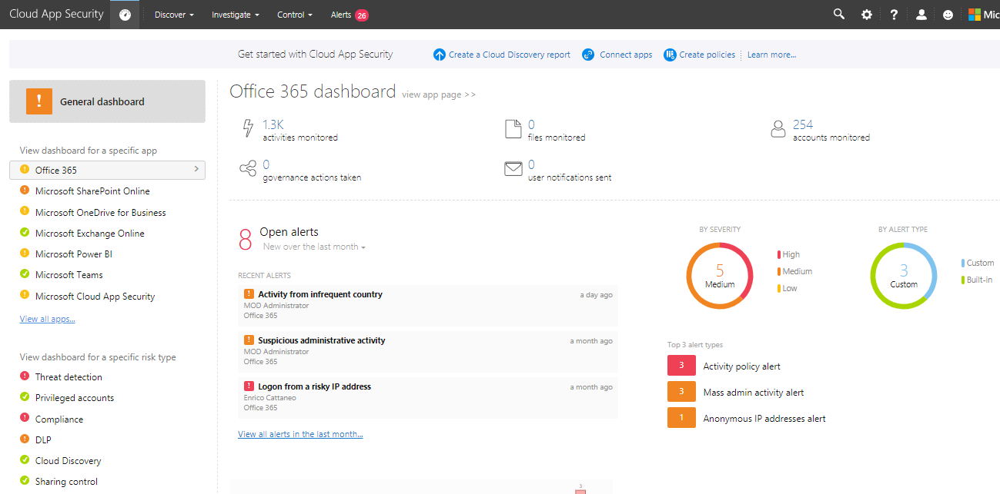 Cloud App Security
Discover
Investigate
Control
Alerts 26
?
Mic
Get started with Cloud App Security
Create a Cloud Discovery report
Connect apps
Create policies
Learn more...
! General dashboard
View dashboard for a specific app
! Office 365 >
! Microsoft SharePoint Online
! Microsoft OneDrive for Business
Microsoft Exchange Online
! Microsoft Power BI
Microsoft Teams
! Microsoft Cloud App Security
View all apps...
View dashboard for a specific risk type
! Threat detection
Privileged accounts
! Compliance
! DLP
Cloud Discovery
Sharing control
Office 365 dashboard view app page >>
1.3K
activities monitored
0
files monitored
254
accounts monitored
0
governance actions taken
0
user notifications sent
8 Open alerts
New over the last month
RECENT ALERTS
! Activity from infrequent country a day ago
MOD Administrator
Office 365
! Suspicious administrative activity a month ago
MOD Administrator
Office 365
! Logon from a risky IP address a month ago
Enrico Cattaneo
Office 365
View all alerts in the last month...
BY SEVERITY
5
Medium
High
Medium
Low
BY ALERT TYPE
3
Custom
Custom
Built-in
Top 3 alert types
3 Activity policy alert
3 Mass admin activity alert
1 Anonymous IP addresses alert
3